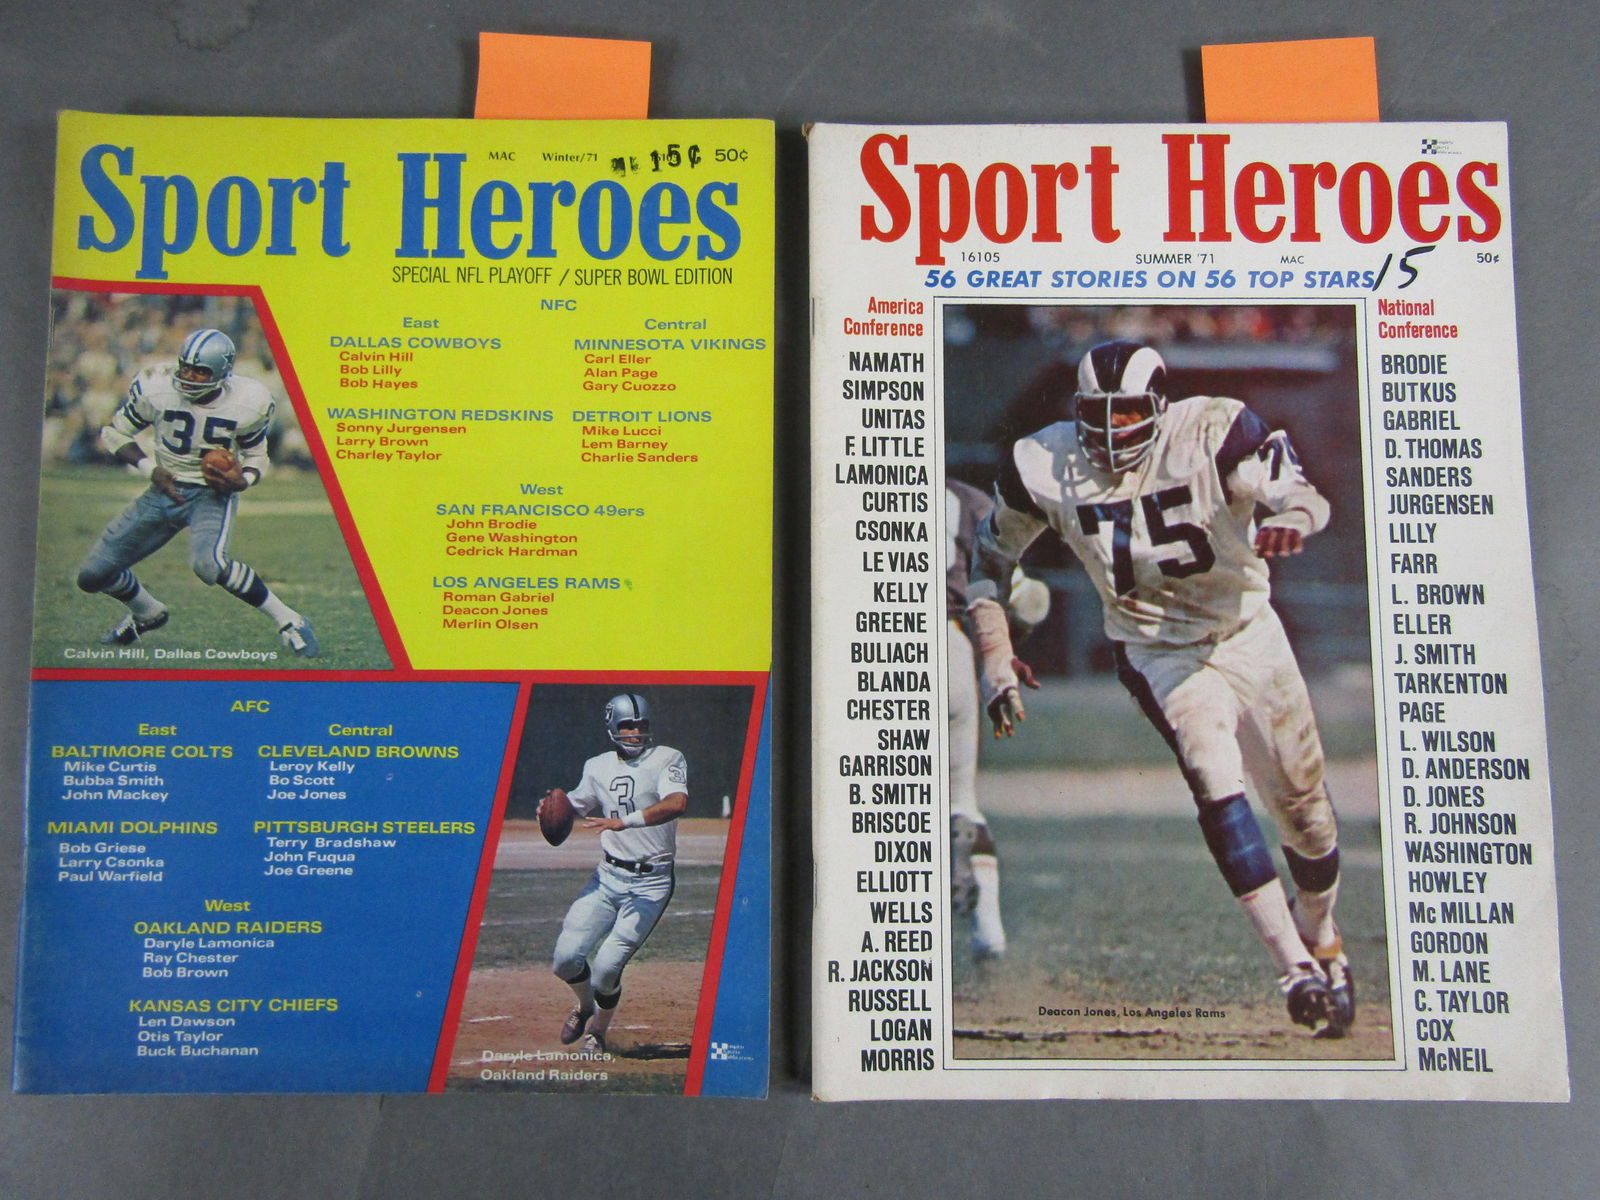 Sport Heroes
MAC Winter/71 15¢ 50¢
SPECIAL NFL PLAYOFF / SUPER BOWL EDITION
NFC
East
DALLAS COWBOYS
Calvin Hill
Bob Lilly
Bob Hayes
WASHINGTON REDSKINS
Sonny Jurgensen
Larry Brown
Charley Taylor
Central
MINNESOTA VIKINGS
Carl Eller
Alan Page
Gary Cuozzo
DETROIT LIONS
Mike Lucci
Lem Barney
Charlie Sanders
West
SAN FRANCISCO 49ers
John Brodie
Gene Washington
Cedrick Hardman
LOS ANGELES RAMS
Roman Gabriel
Deacon Jones
Merlin Olsen
35
Calvin Hill, Dallas Cowboys
AFC
East
BALTIMORE COLTS
Mike Curtis
Bubba Smith
John Mackey
MIAMI DOLPHINS
Bob Griese
Larry Csonka
Paul Warfield
Central
CLEVELAND BROWNS
Leroy Kelly
Bo Scott
Joe Jones
PITTSBURGH STEELERS
Terry Bradshaw
John Fuqua
Joe Greene
West
OAKLAND RAIDERS
Daryle Lamonica
Ray Chester
Bob Brown
KANSAS CITY CHIEFS
Len Dawson
Otis Taylor
Buck Buchanan
3
3
Daryle Lamonica,
Oakland Raiders
Sport Heroes
16105 SUMMER '71 MAC 50¢
56 GREAT STORIES ON 56 TOP STARS
15
America
Conference
NAMATH
SIMPSON
UNITAS
F. LITTLE
LAMONICA
CURTIS
CSONKA
LE VIAS
KELLY
GREENE
BULIACH
BLANDA
CHESTER
SHAW
GARRISON
B. SMITH
BRISCOE
DIXON
ELLIOTT
WELLS
A. REED
R. JACKSON
RUSSELL
LOGAN
MORRIS
75
75
Deacon Jones, Los Angeles Rams
National
Conference
BRODIE
BUTKUS
GABRIEL
D. THOMAS
SANDERS
JURGENSEN
LILLY
FARR
L. BROWN
ELLER
J. SMITH
TARKENTON
PAGE
L. WILSON
D. ANDERSON
D. JONES
R. JOHNSON
WASHINGTON
HOWLEY
Mc MILLAN
GORDON
M. LANE
C. TAYLOR
COX
McNEIL